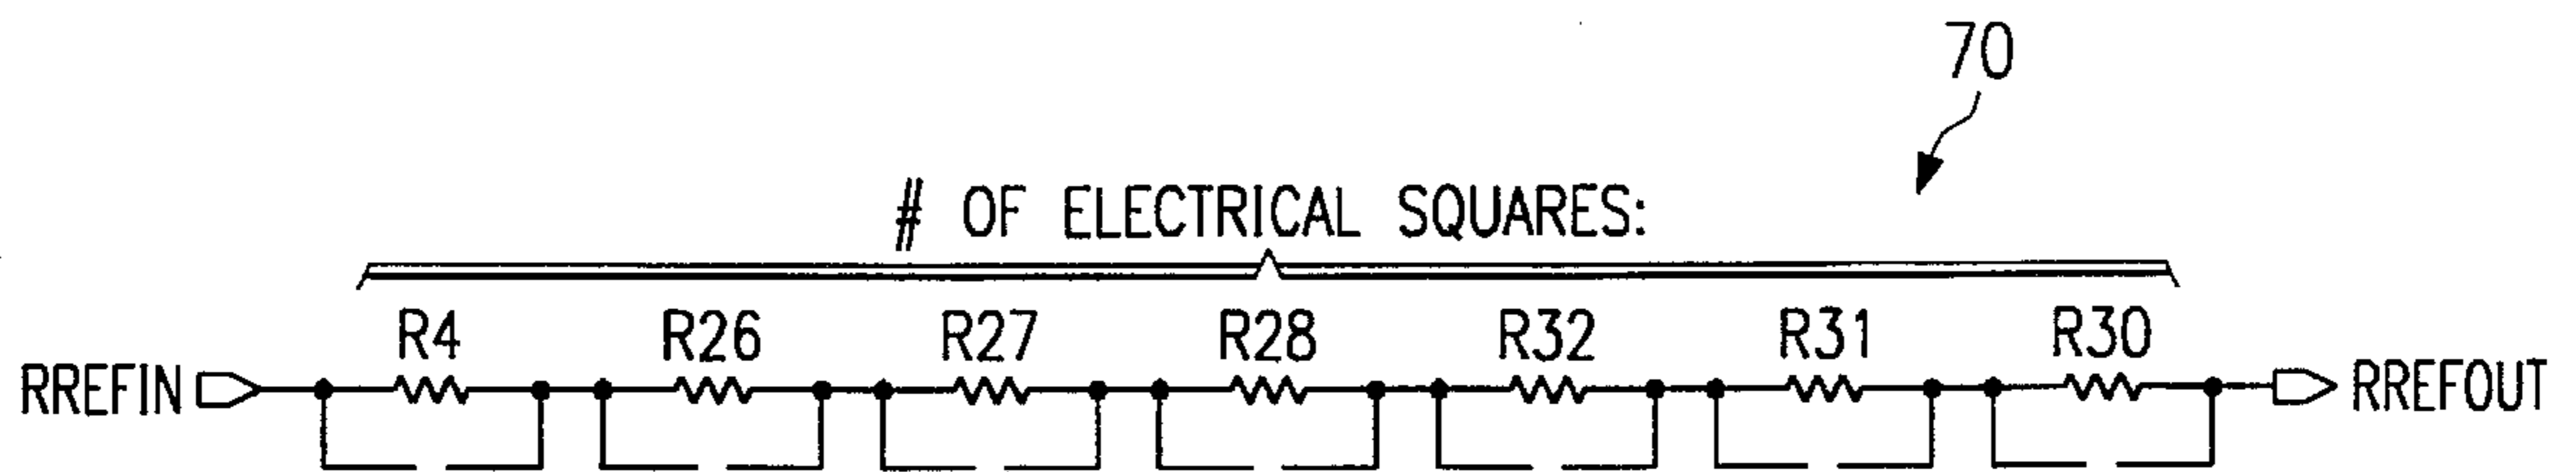 70
# OF ELECTRICAL SQUARES:
R4 R26 R27 R28 R32 R31 R30
RREFIN RREFOUT